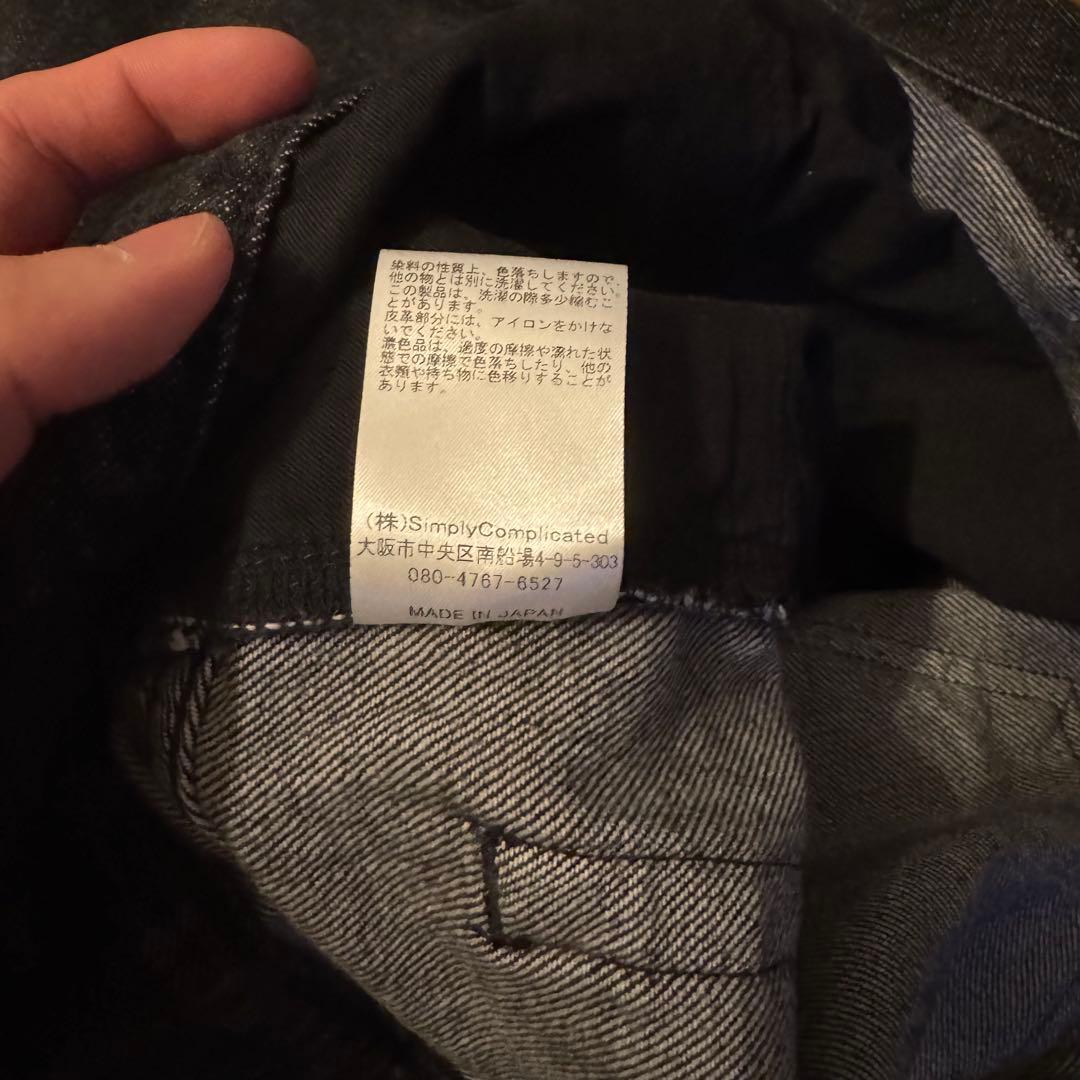 染料の性質上、色落ちしますので、
他の物とは別に洗濯してください。
この製品は、洗濯の際多少縮むこ
とがあります。
皮革部分には、アイロンをかけな
いでください。
濃色品は、過度の摩擦や濡れた状
態での摩擦で色落ちしたり、他の
衣類や持ち物に色移りすることが
あります。
(株)SimplyComplicated
大阪市中央区南船場4-9-5-303
080-4767-6527
MADE IN JAPAN